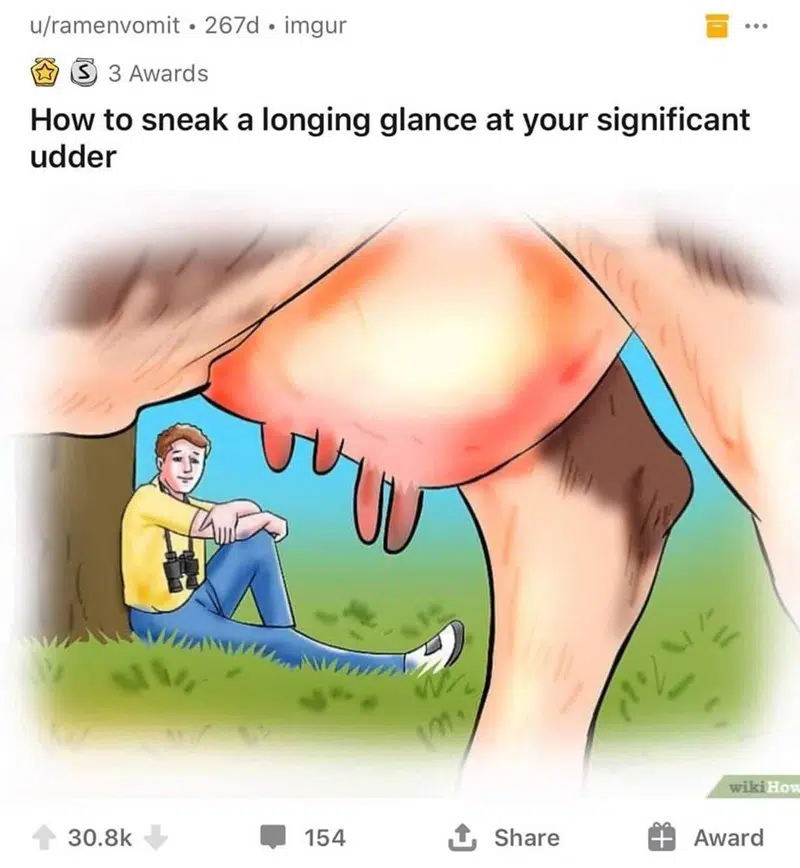 u/ramenvomit • 267d • imgur
S 3 Awards
How to sneak a longing glance at your significant
udder
wikiHow
30.8k 154 Share Award